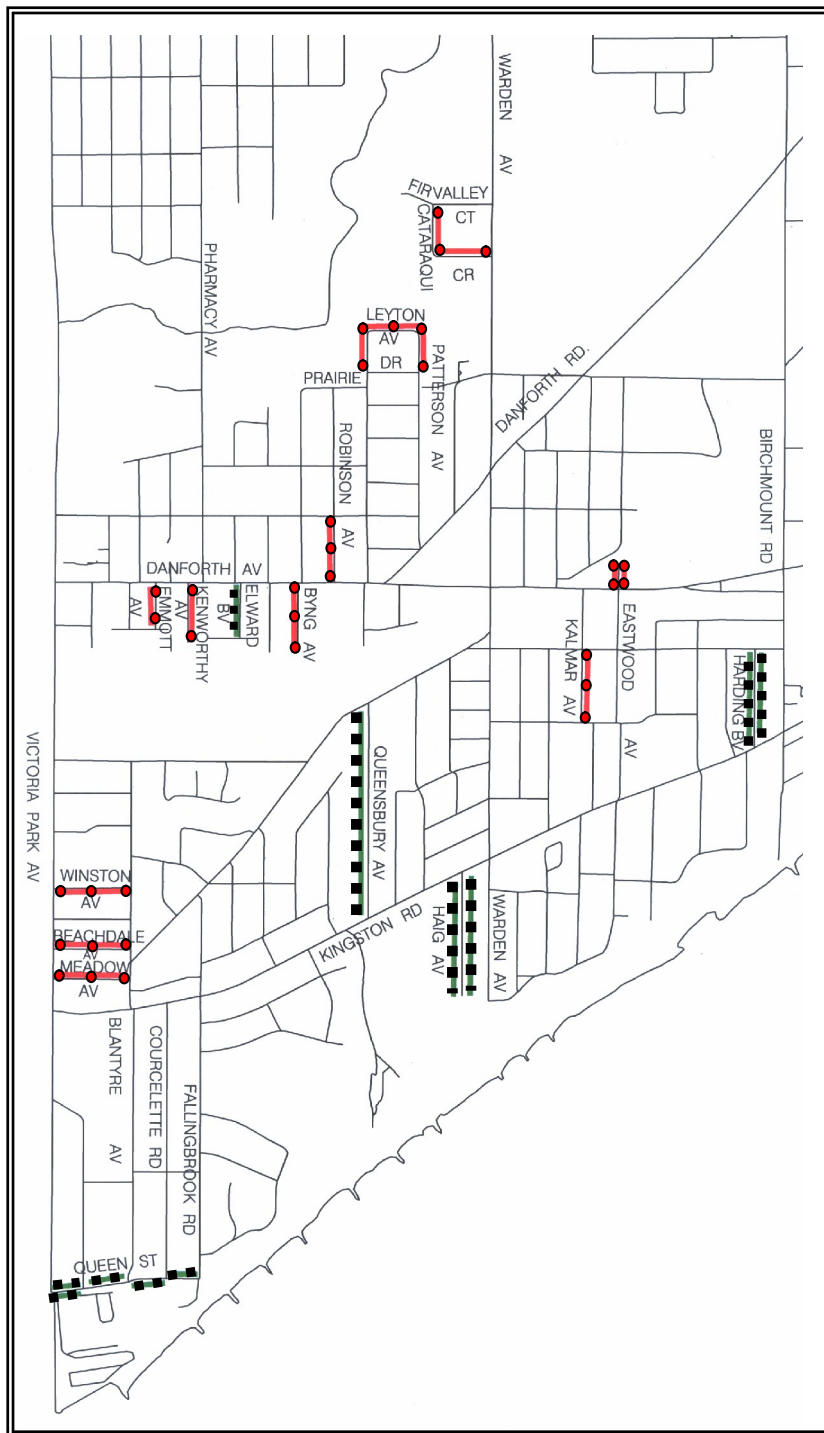 WARDEN AV
FIRVALLEY
CT
CATARAQUI
CR
PHARMACY AV
LEYTON
AV
DR
PRAIRIE
PATTERSON AV
DANFORTH RD.
ROBINSON AV
BIRCHMOUNT RD
DANFORTH AV
EMMOTT AV
KENWORTHY AV
ELWARD BV
BYNG AV
KALMAR AV
EASTWOOD AV
HARDING BV
VICTORIA PARK AV
QUEENSBURY AV
WINSTON
AV
BEACHDALE
AV
MEADOW
AV
KINGSTON RD
HAIG AV
WARDEN AV
BLANTYRE AV
COURCELETTE RD
FALLINGBROOK RD
QUEEN ST